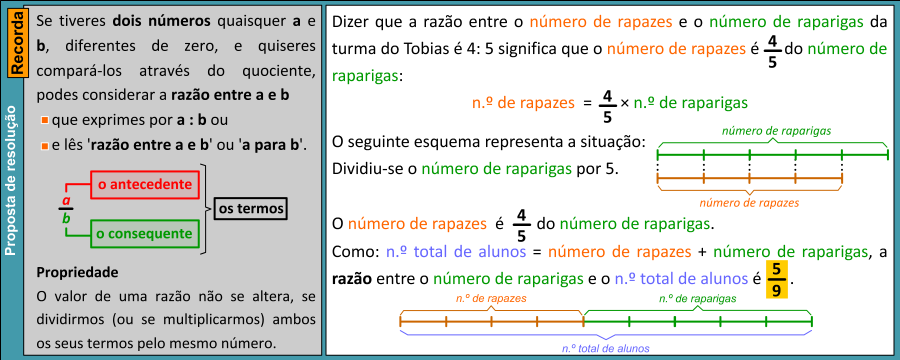 Recorda
Proposta de resolução
Se tiveres dois números quaisquer a e
b, diferentes de zero, e quiseres
compará-los através do quociente,
podes considerar a razão entre a e b
que exprimes por a : b ou
e lês 'razão entre a e b' ou 'a para b'.
a
b
o antecedente
o consequente
os termos
Propriedade
O valor de uma razão não se altera, se
dividirmos (ou se multiplicarmos) ambos
os seus termos pelo mesmo número.
Dizer que a razão entre o número de rapazes e o número de raparigas da
turma do Tobias é 4: 5 significa que o número de rapazes é 4/5 do número de
raparigas:
n.º de rapazes = 4/5 × n.º de raparigas
O seguinte esquema representa a situação:
Dividiu-se o número de raparigas por 5.
número de raparigas
número de rapazes
O número de rapazes é 4/5 do número de raparigas.
Como: n.º total de alunos = número de rapazes + número de raparigas, a
razão entre o número de raparigas e o n.º total de alunos é 5/9.
n.º de rapazes
n.º de raparigas
n.º total de alunos